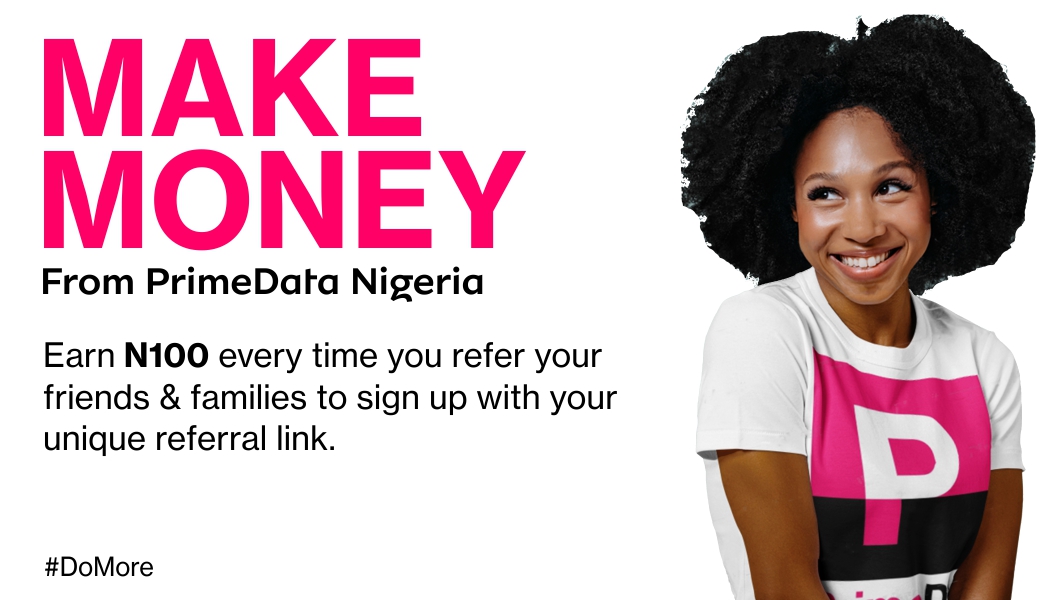 MAKE
MONEY
From PrimeData Nigeria
Earn N100 every time you refer your
friends & families to sign up with your
unique referral link.
#DoMore
P